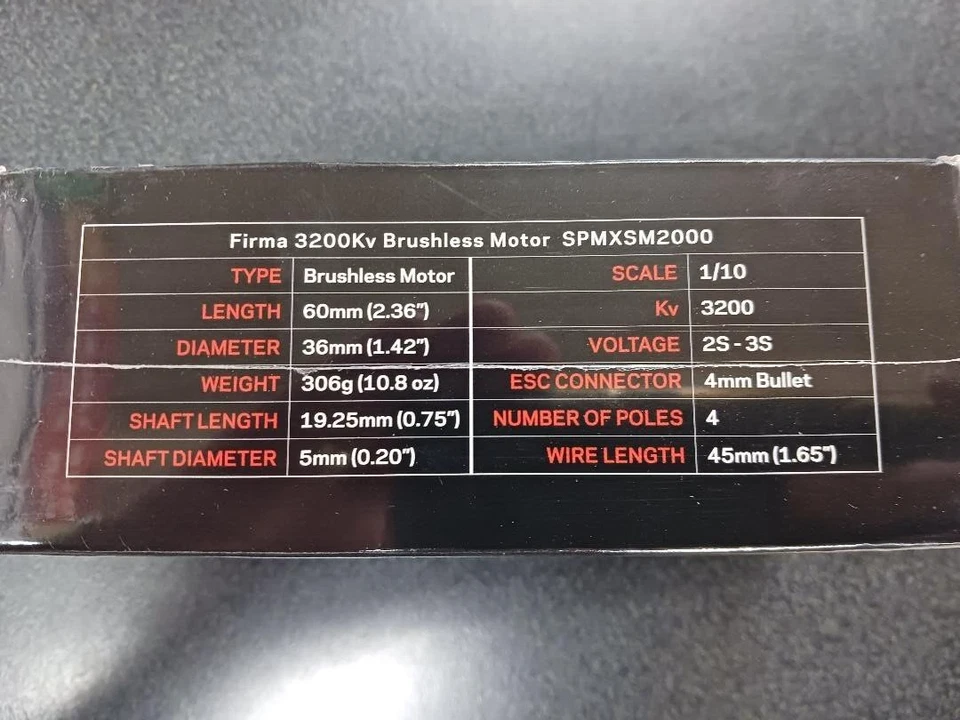 Firma 3200Kv Brushless Motor SPMXSM2000
TYPE Brushless Motor SCALE 1/10
LENGTH 60mm (2.36") Kv 3200
DIAMETER 36mm (1.42") VOLTAGE 2S - 3S
WEIGHT 306g (10.8 oz) ESC CONNECTOR 4mm Bullet
SHAFT LENGTH 19.25mm (0.75") NUMBER OF POLES 4
SHAFT DIAMETER 5mm (0.20") WIRE LENGTH 45mm (1.65")